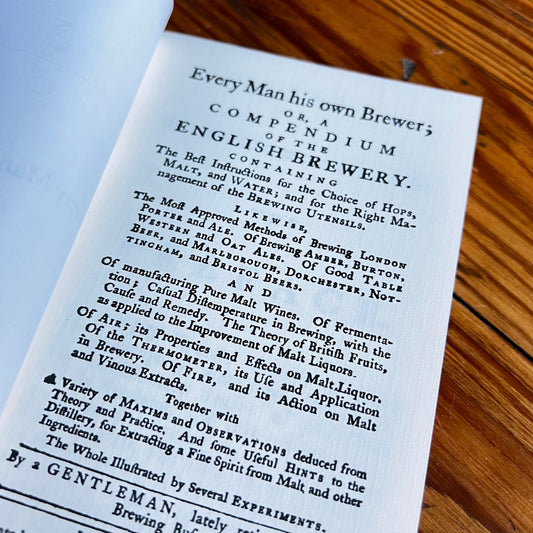 Every Man his own Brewer;
OR, A
COMPENDIUM
OF THE
ENGLISH BREWERY.
CONTAINING
The Beſt Inſtructions for the Choice of HOPS,
MALT, and WATER; and for the Right Ma-
nagement of the BREWING UTENSILS.
LIKEWISE,
The Moſt Approved Methods of Brewing LONDON
PORTER and ALE. Of Brewing AMBER, BURTON,
WESTERN and OAT ALES. Of GOOD TABLE
BEER, and MARLBOROUGH, DORCHESTER, NOT-
TINGHAM, and BRISTOL BEERS.
AND
Of manufacturing Pure Malt Wines. Of Fermenta-
tion; Caſual Diſtemperature in Brewing, with the
Cauſe and Remedy. The Theory of Britiſh Fruits,
as applied to the Improvement of Malt Liquors.
Of AIR; its Properties and Effects on Malt Liquor.
Of the THERMOMETER, its Uſe and Application
in Brewery. Of FIRE, and its Action on Malt
and Vinous Extracts.
Together with
A Variety of MAXIMS and OBSERVATIONS deduced from
Theory and Practice. And ſome Uſeful HINTS to the
Diſtillery, for Extracting a Fine Spirit from Malt and other
Ingredients.
The Whole Illuſtrated by Several EXPERIMENTS.
By a GENTLEMAN, lately
Brewing